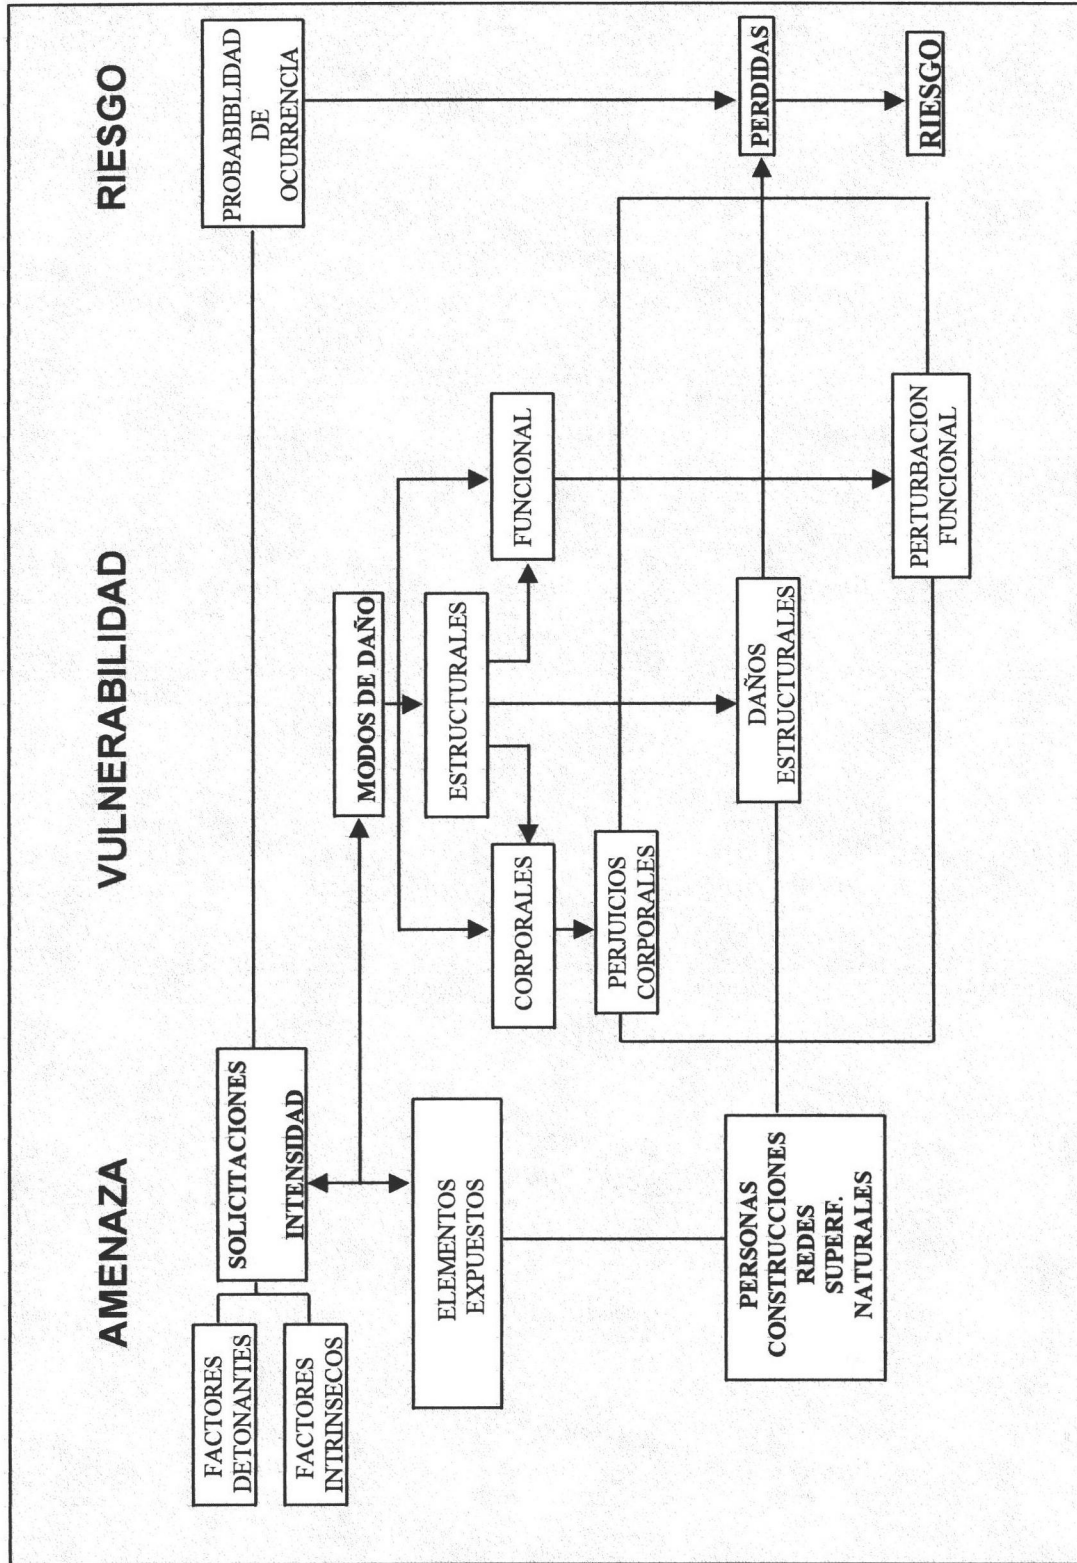 AMENAZA
VULNERABILIDAD
RIESGO
FACTORES
DETONANTES
FACTORES
INTRINSECOS
SOLICITACIONES
INTENSIDAD
PROBABIBLIDAD
DE
OCURRENCIA
MODOS DE DAÑO
ELEMENTOS
EXPUESTOS
ESTRUCTURALES
CORPORALES
FUNCIONAL
PERJUICIOS
CORPORALES
PERSONAS
CONSTRUCCIONES
REDES
SUPERF.
NATURALES
DAÑOS
ESTRUCTURALES
PERDIDAS
PERTURBACION
FUNCIONAL
RIESGO